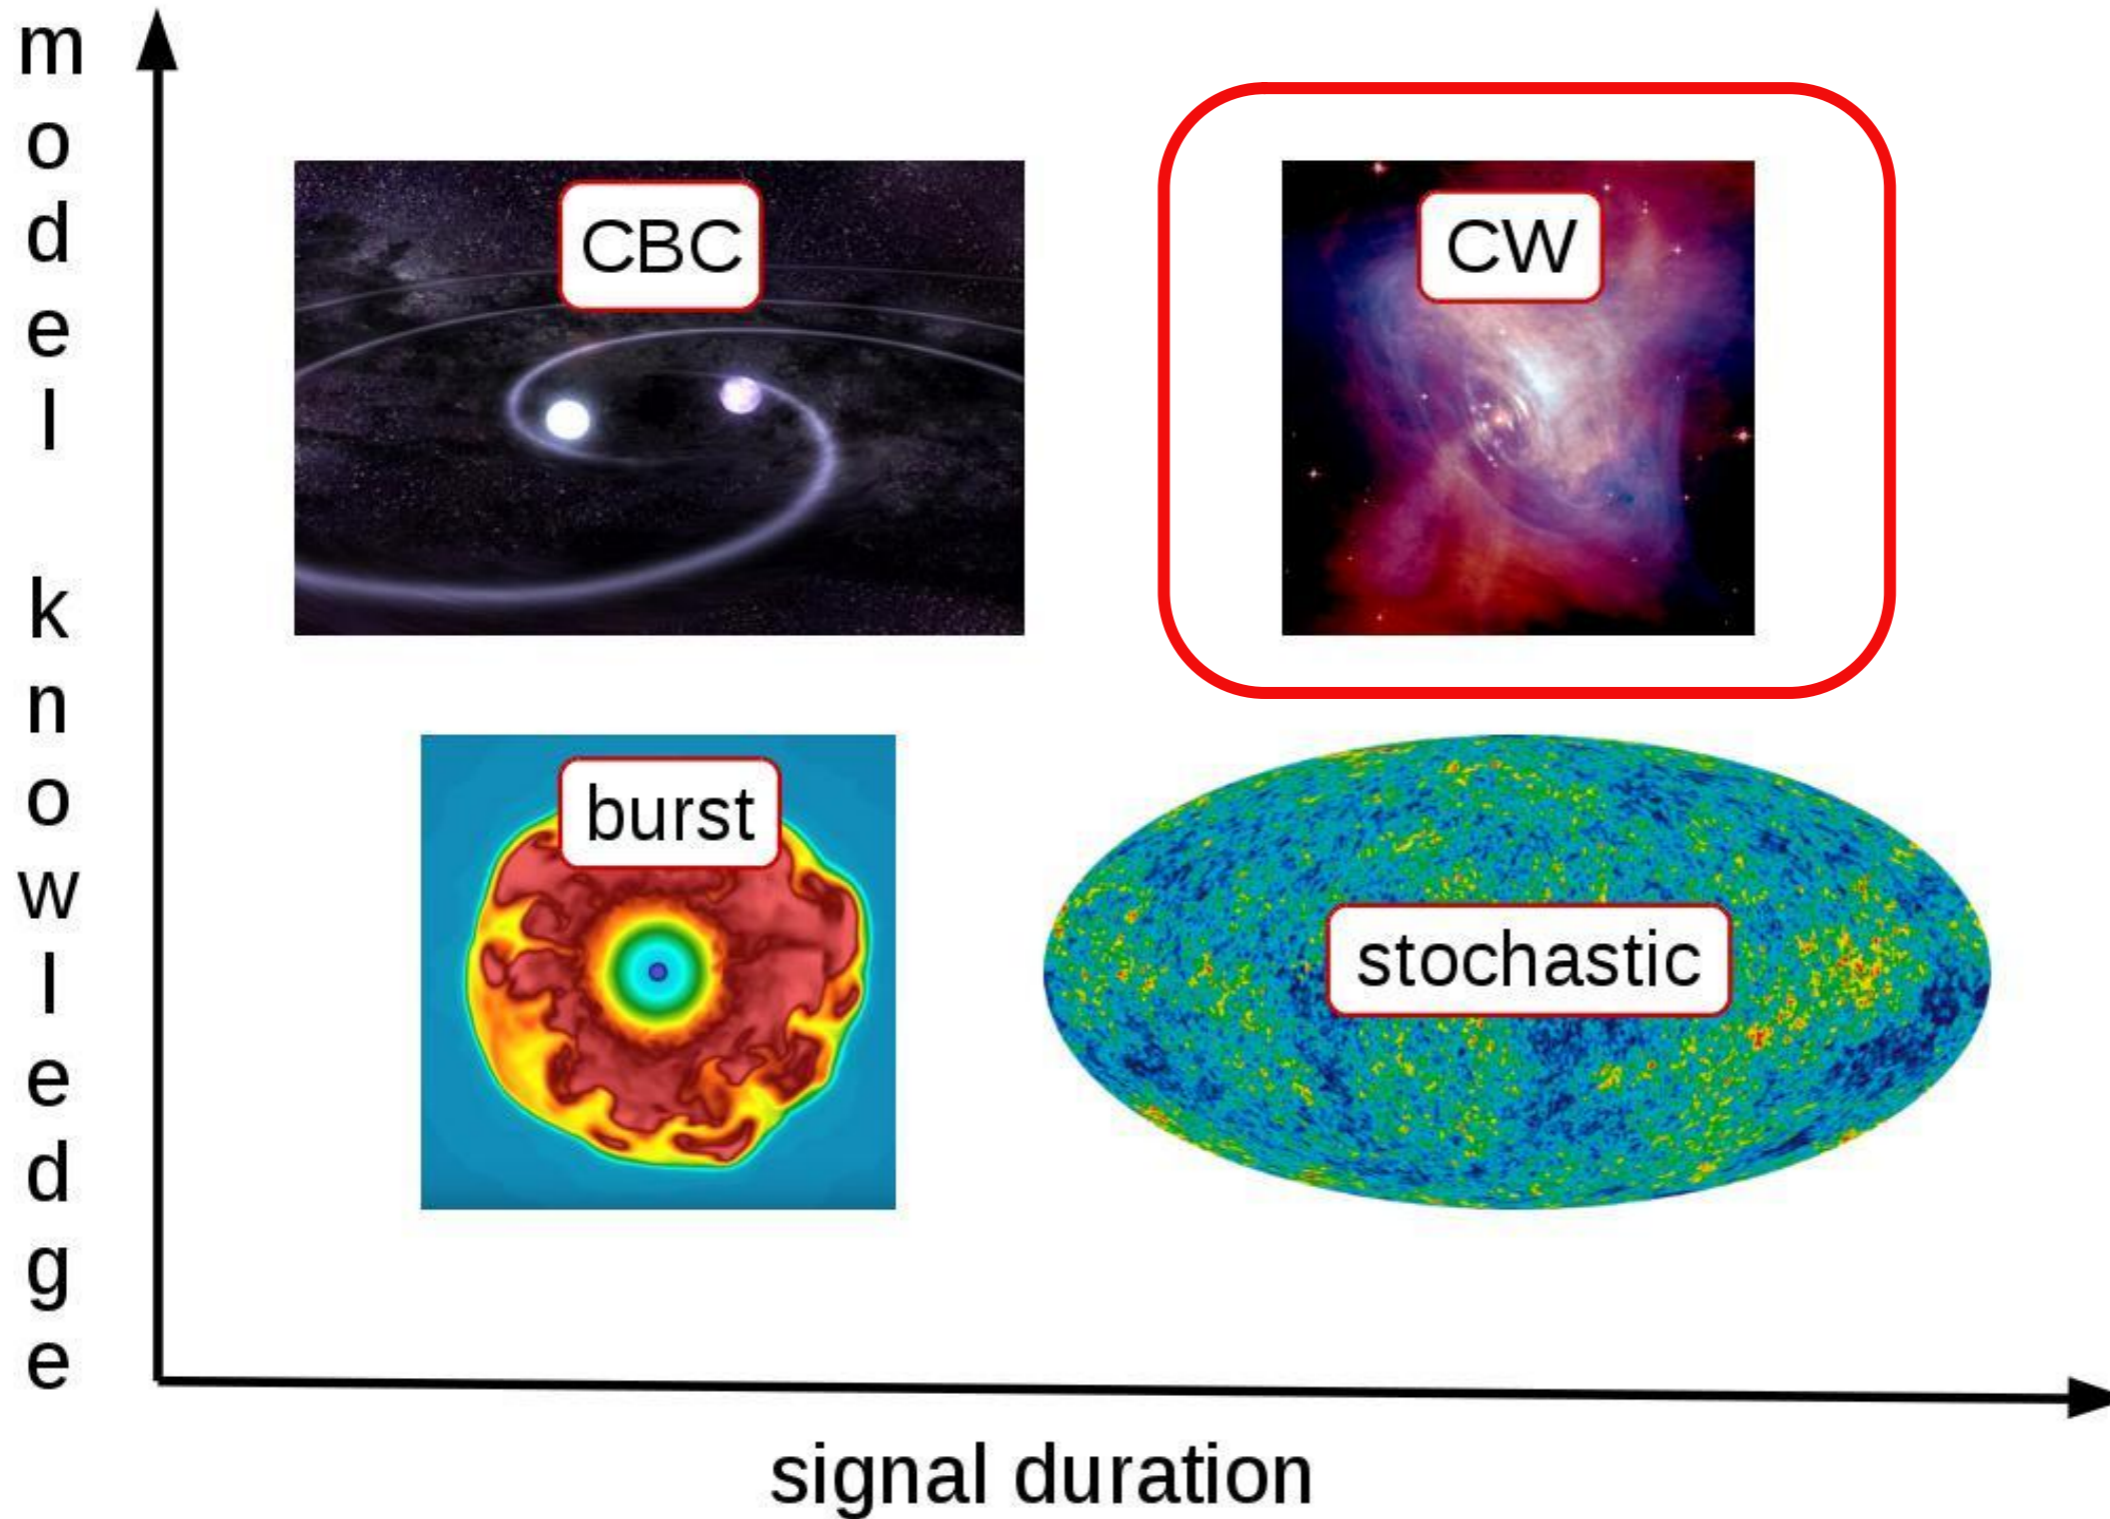 model knowledge
CBC
CW
burst
stochastic
signal duration